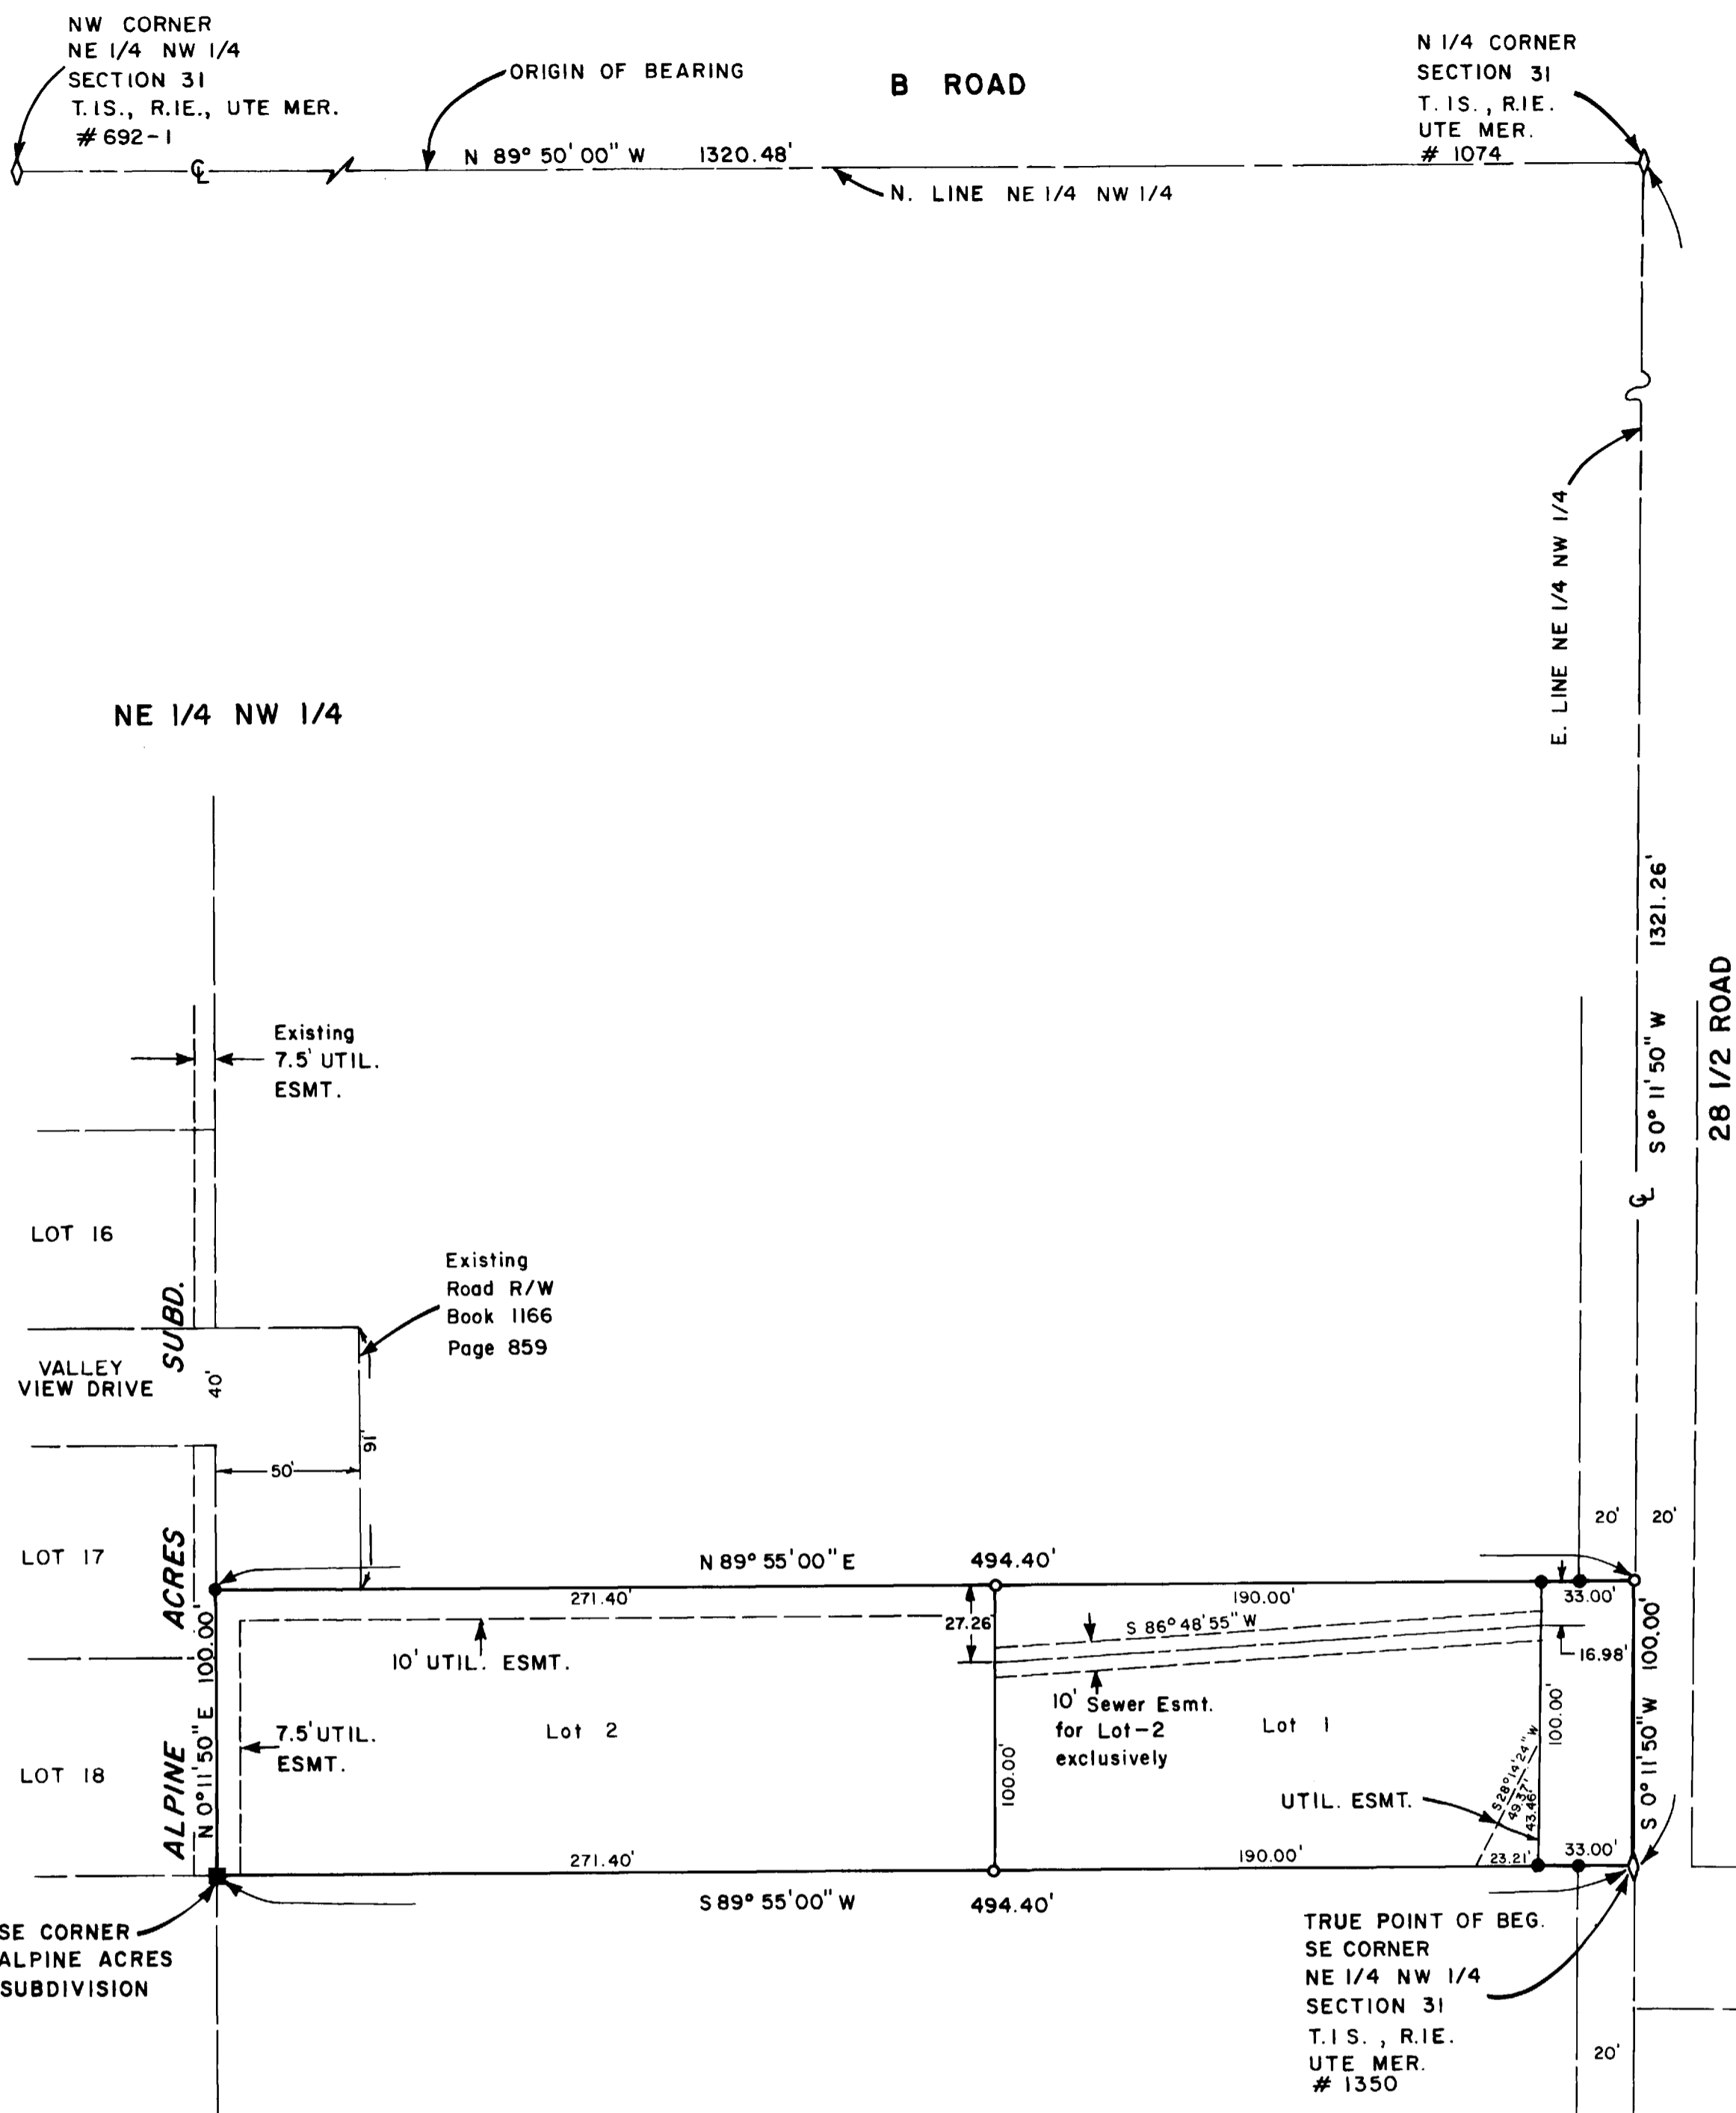 NW CORNER
NE 1/4 NW 1/4
SECTION 31
T.1S., R.1E., UTE MER.
# 692-1
ORIGIN OF BEARING
B ROAD
N 1/4 CORNER
SECTION 31
T. 1S., R.1E.
UTE MER.
# 1074
℄
N 89° 50' 00" W 1320.48'
N. LINE NE 1/4 NW 1/4
E. LINE NE 1/4 NW 1/4
NE 1/4 NW 1/4
S 0° 11' 50" W 1321.26'
28 1/2 ROAD
℄
Existing
7.5' UTIL.
ESMT.
LOT 16
Existing
Road R/W
Book 1166
Page 859
VALLEY
VIEW DRIVE
40'
91'
50'
ALPINE ACRES SUBD.
LOT 17
LOT 18
20'
20'
N 89° 55' 00" E 494.40'
271.40'
190.00'
33.00'
27.26'
S 86° 48' 55" W
16.98'
N 0° 11' 50" E 100.00'
10' UTIL. ESMT.
7.5' UTIL.
ESMT.
Lot 2
10' Sewer Esmt.
for Lot-2
exclusively
Lot 1
100.00'
100.00'
S 0° 11' 50" W 100.00'
UTIL. ESMT.
S 28° 14' 24" W
49.37'
43.46'
23.21'
271.40'
190.00'
33.00'
S 89° 55' 00" W 494.40'
SE CORNER
ALPINE ACRES
SUBDIVISION
TRUE POINT OF BEG.
SE CORNER
NE 1/4 NW 1/4
SECTION 31
T.1 S., R.1E.
UTE MER.
# 1350
20'